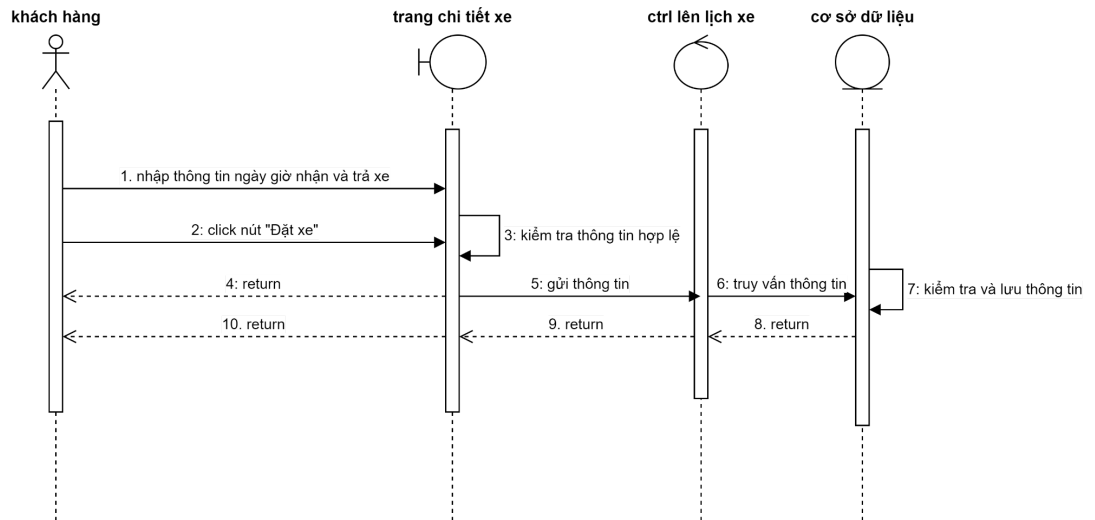 khách hàng
trang chi tiết xe
ctrl lên lịch xe
cơ sở dữ liệu
1. nhập thông tin ngày giờ nhận và trả xe
2: click nút "Đặt xe"
3: kiểm tra thông tin hợp lệ
4: return
5: gửi thông tin
6: truy vấn thông tin
7: kiểm tra và lưu thông tin
10. return
9. return
8. return